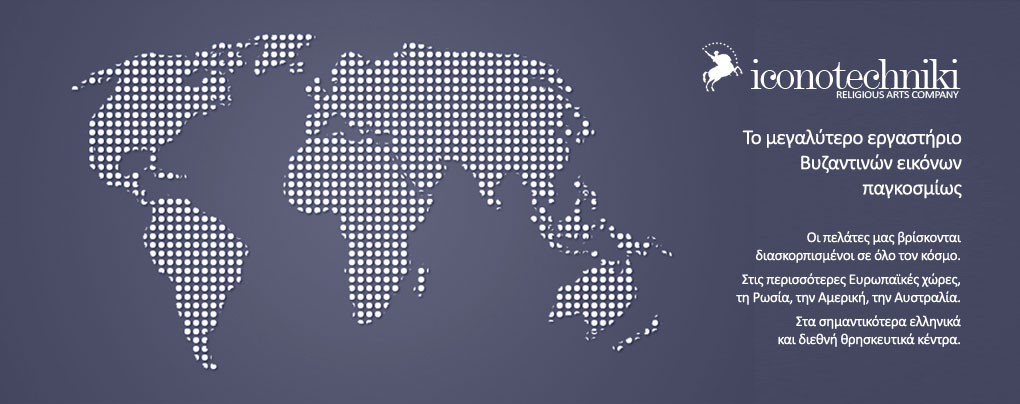 iconotechniki
RELIGIOUS ARTS COMPANY
Το μεγαλύτερο εργαστήριο
Βυζαντινών εικόνων
παγκοσμίως
Οι πελάτες μας βρίσκονται
διασκορπισμένοι σε όλο τον κόσμο.
Στις περισσότερες Ευρωπαϊκές χώρες,
τη Ρωσία, την Αμερική, την Αυστραλία.
Στα σημαντικότερα ελληνικά
και διεθνή θρησκευτικά κέντρα.